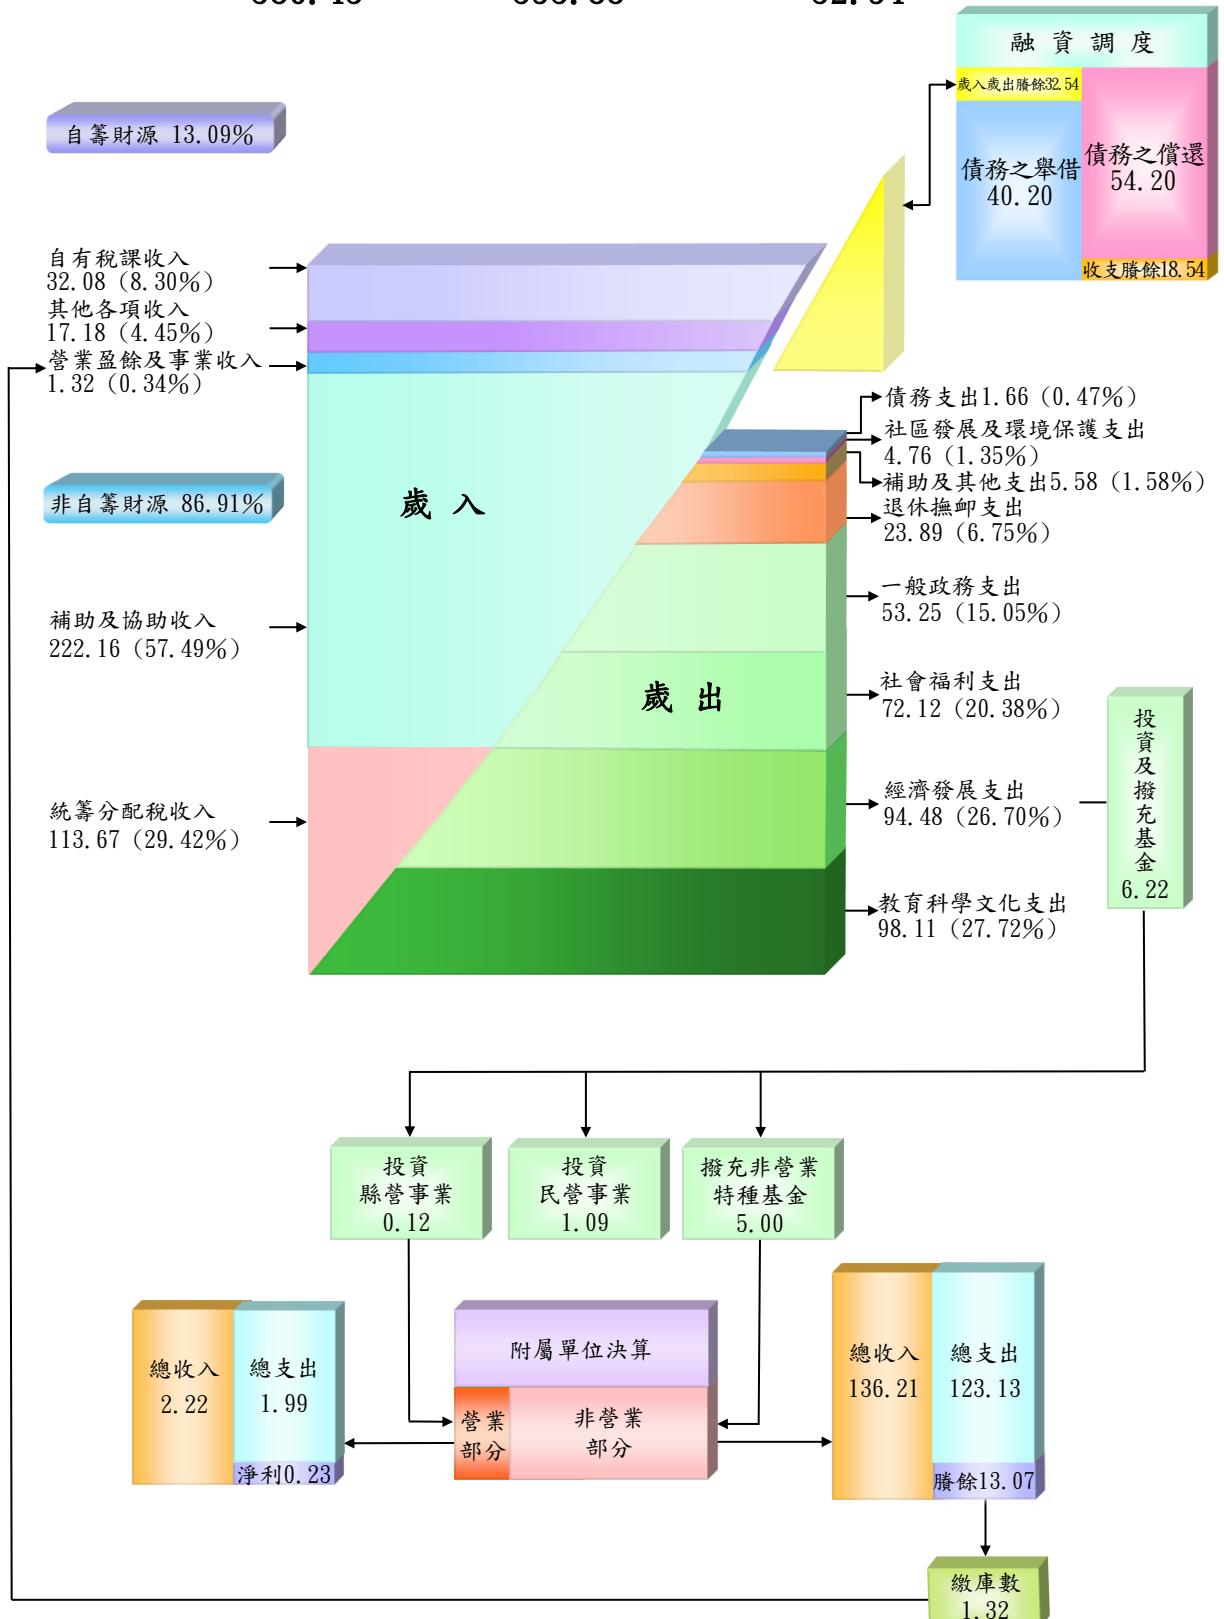 融資調度
歲入歲出賸餘32.54
債務之舉借
40.20
債務之償還
54.20
收支賸餘18.54
自籌財源 13.09%
自有稅課收入
32.08 (8.30%)
其他各項收入
17.18 (4.45%)
營業盈餘及事業收入
1.32 (0.34%)
非自籌財源 86.91%
補助及協助收入
222.16 (57.49%)
統籌分配稅收入
113.67 (29.42%)
歲入
歲出
債務支出1.66 (0.47%)
社區發展及環境保護支出
4.76 (1.35%)
補助及其他支出5.58 (1.58%)
退休撫卹支出
23.89 (6.75%)
一般政務支出
53.25 (15.05%)
社會福利支出
72.12 (20.38%)
經濟發展支出
94.48 (26.70%)
教育科學文化支出
98.11 (27.72%)
投
資
及
撥
充
基
金
6.22
投資
縣營事業
0.12
投資
民營事業
1.09
撥充非營業
特種基金
5.00
總收入
2.22
總支出
1.99
淨利0.23
附屬單位決算
營業
部分
非營業
部分
總收入
136.21
總支出
123.13
賸餘13.07
繳庫數
1.32